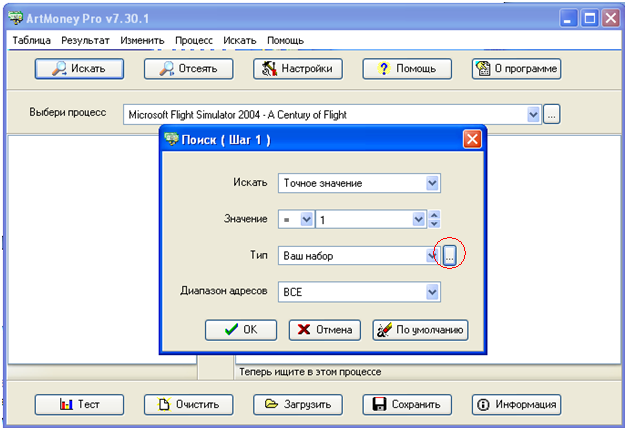 ArtMoney Pro v7.30.1
Таблица Результат Изменить Процесс Искать Помощь
Искать Отсеять Настройки ? Помощь О программе
Выбери процесс Microsoft Flight Simulator 2004 - A Century of Flight ...
Поиск ( Шаг 1 )
Искать Точное значение
Значение = 1
Тип Ваш набор ...
Диапазон адресов ВСЕ
OK Отмена По умолчанию
Теперь ищите в этом процессе
Тест Очистить Загрузить Сохранить Информация